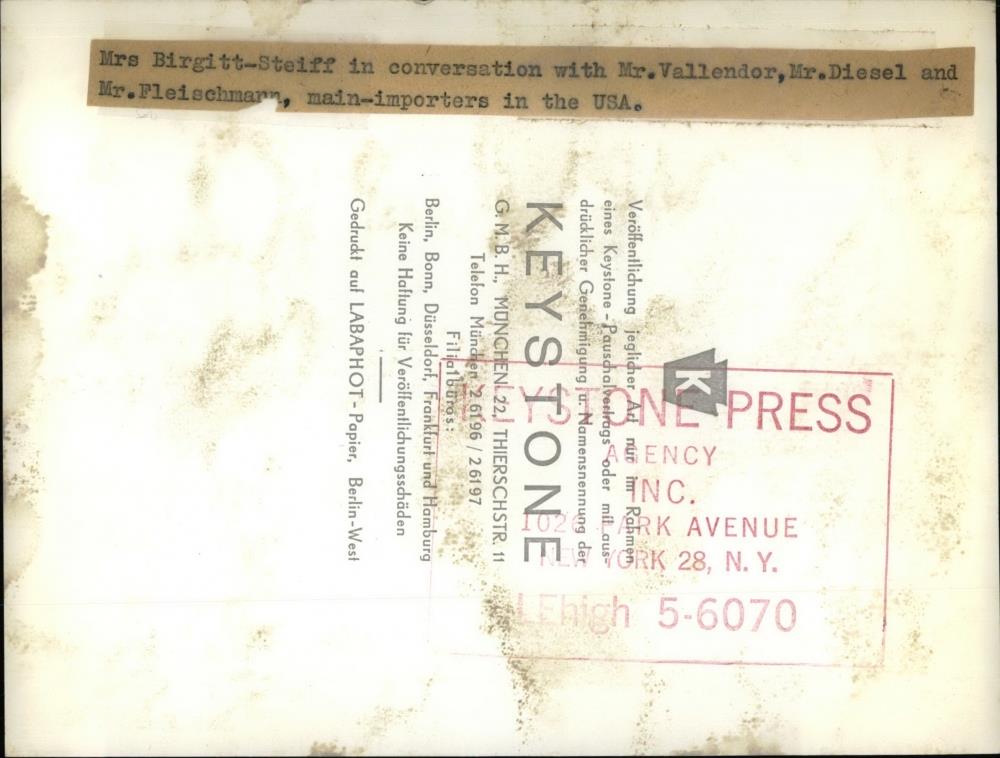 Mrs Birgitt-Steiff in conversation with Mr.Vallendor,Mr.Diesel and
Mr.Fleischmann, main-importers in the USA.
K
Veröffentlichung jeglicher Art nur im Rahmen
eines Keystone-Pauschalvertrags oder mit aus-
drücklicher Genehmigung u. Namensnennung der
KEYSTONE
G. M. B. H., MÜNCHEN 22, THIERSCHSTR. 11
Telefon München 26196/26197
Filialbüros:
Berlin, Bonn, Düsseldorf, Frankfurt und Hamburg
Keine Haftung für Veröffentlichungsschäden
Gedruckt auf LABAPHOT-Papier, Berlin-West
KEYSTONE PRESS
AGENCY
INC.
1026 PARK AVENUE
NEW YORK 28, N. Y.
LEhigh 5-6070